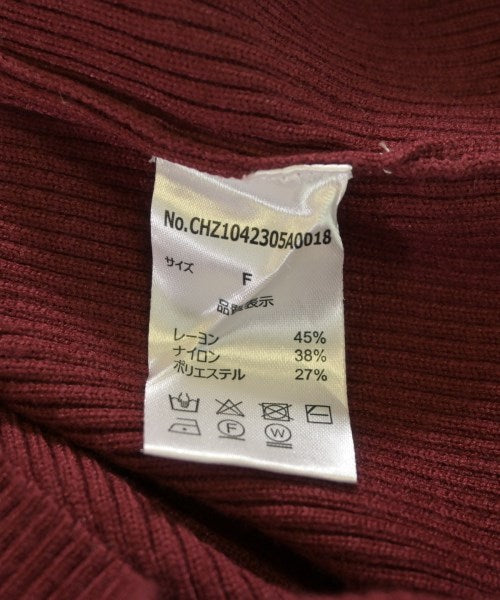 No.CHZ1042305A0018
サイズ F
品質表示
レーヨン 45%
ナイロン 38%
ポリエステル 27%
F W